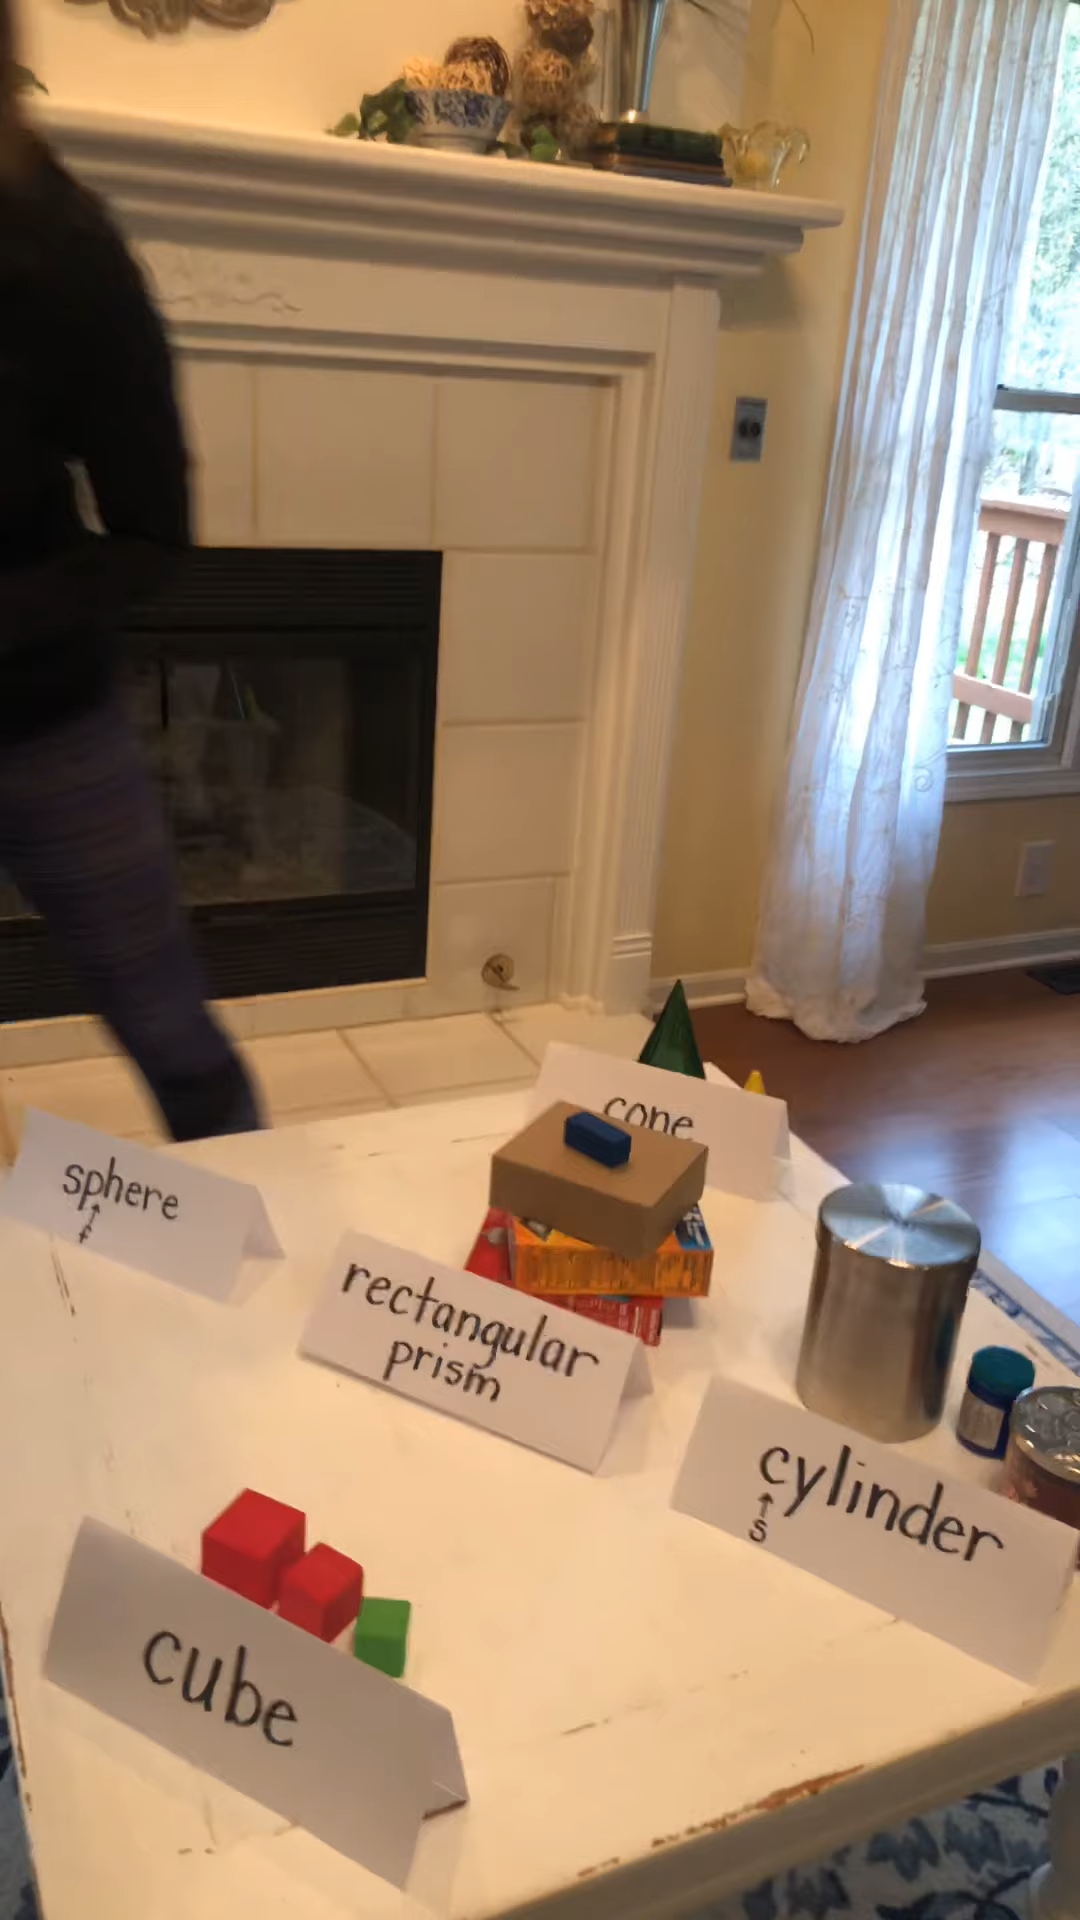 cone
sphere
↑
f
rectangular
prism
cylinder
↑
s
cube